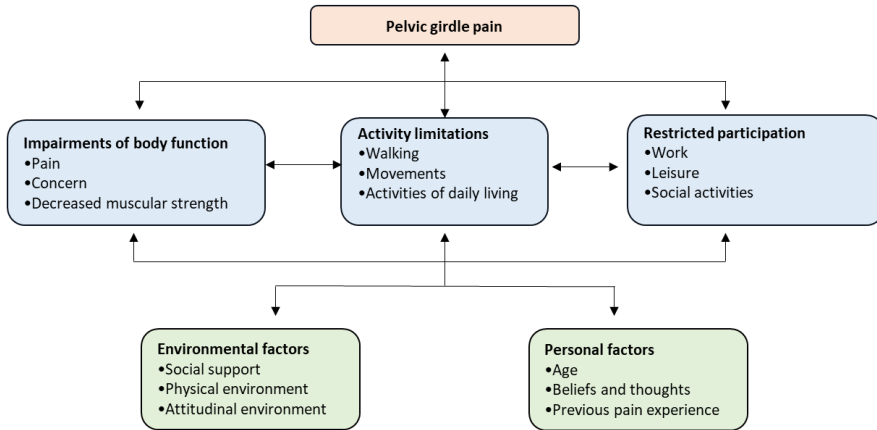 Pelvic girdle pain
Impairments of body function
•Pain
•Concern
•Decreased muscular strength
Activity limitations
•Walking
•Movements
•Activities of daily living
Restricted participation
•Work
•Leisure
•Social activities
Environmental factors
•Social support
•Physical environment
•Attitudinal environment
Personal factors
•Age
•Beliefs and thoughts
•Previous pain experience